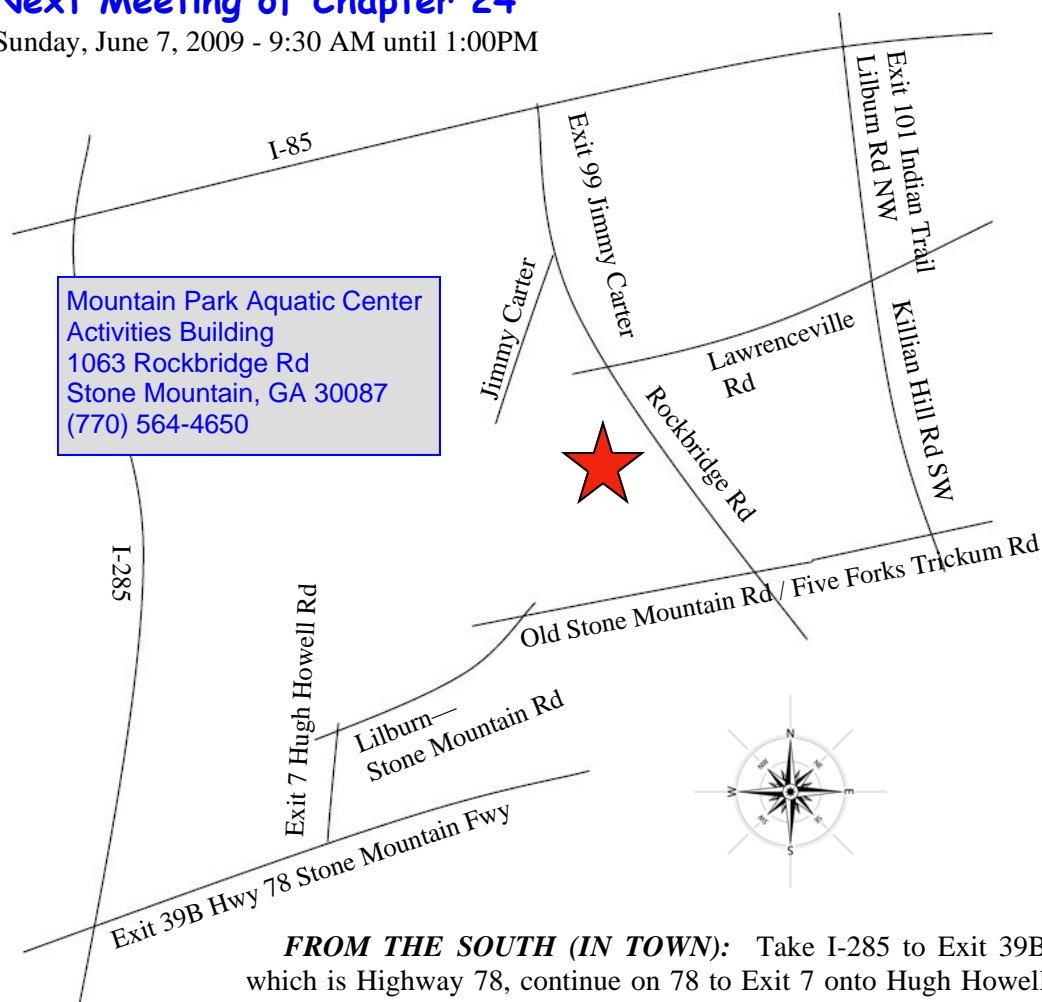 Next Meeting of Chapter 24
Sunday, June 7, 2009 - 9:30 AM until 1:00PM
I-85
Exit 99 Jimmy Carter
Exit 101 Indian Trail
Lilburn Rd NW
Mountain Park Aquatic Center
Activities Building
1063 Rockbridge Rd
Stone Mountain, GA 30087
(770) 564-4650
Jimmy Carter
Lawrenceville
Rd
Killian Hill Rd SW
Rockbridge Rd
I-285
Old Stone Mountain Rd / Five Forks Trickum Rd
Exit 7 Hugh Howell Rd
Lilburn—
Stone Mountain Rd
Exit 39B Hwy 78 Stone Mountain Fwy
N
NW
NE
W
E
SW
SE
S
FROM THE SOUTH (IN TOWN): Take I-285 to Exit 39B
which is Highway 78, continue on 78 to Exit 7 onto Hugh Howell